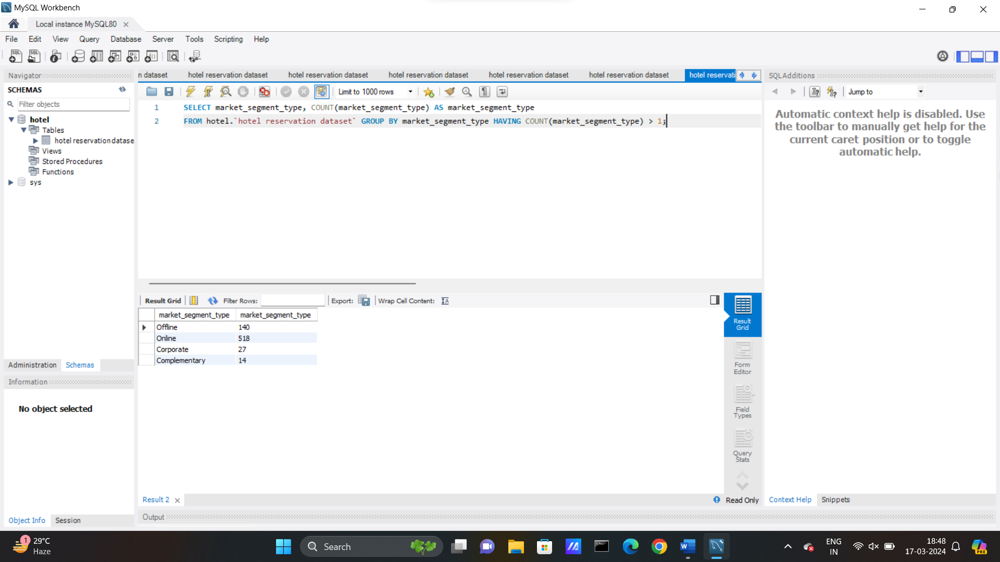 MySQL Workbench
Local instance MySQL80
File Edit View Query Database Server Tools Scripting Help
Navigator
SCHEMAS
Filter objects
hotel
Tables
hotel reservation datase
Views
Stored Procedures
Functions
sys
Administration Schemas
Information
No object selected
Object Info Session
n dataset hotel reservation dataset hotel reservation dataset hotel reservation dataset hotel reservation dataset hotel reservation dataset hotel reservati
Limit to 1000 rows
1 SELECT market_segment_type, COUNT(market_segment_type) AS market_segment_type
2 FROM hotel.`hotel reservation dataset` GROUP BY market_segment_type HAVING COUNT(market_segment_type) > 1;
Result Grid Filter Rows: Export: Wrap Cell Content:
market_segment_type market_segment_type
Offline 140
Online 518
Corporate 27
Complementary 14
Result
Grid
Form
Editor
Field
Types
Query
Stats
Result 2
Read Only
Output
SQLAdditions
Jump to
Automatic context help is disabled. Use
the toolbar to manually get help for the
current caret position or to toggle
automatic help.
Context Help Snippets
1
29°C
Haze
Search
ENG
IN
18:48
17-03-2024
PRE